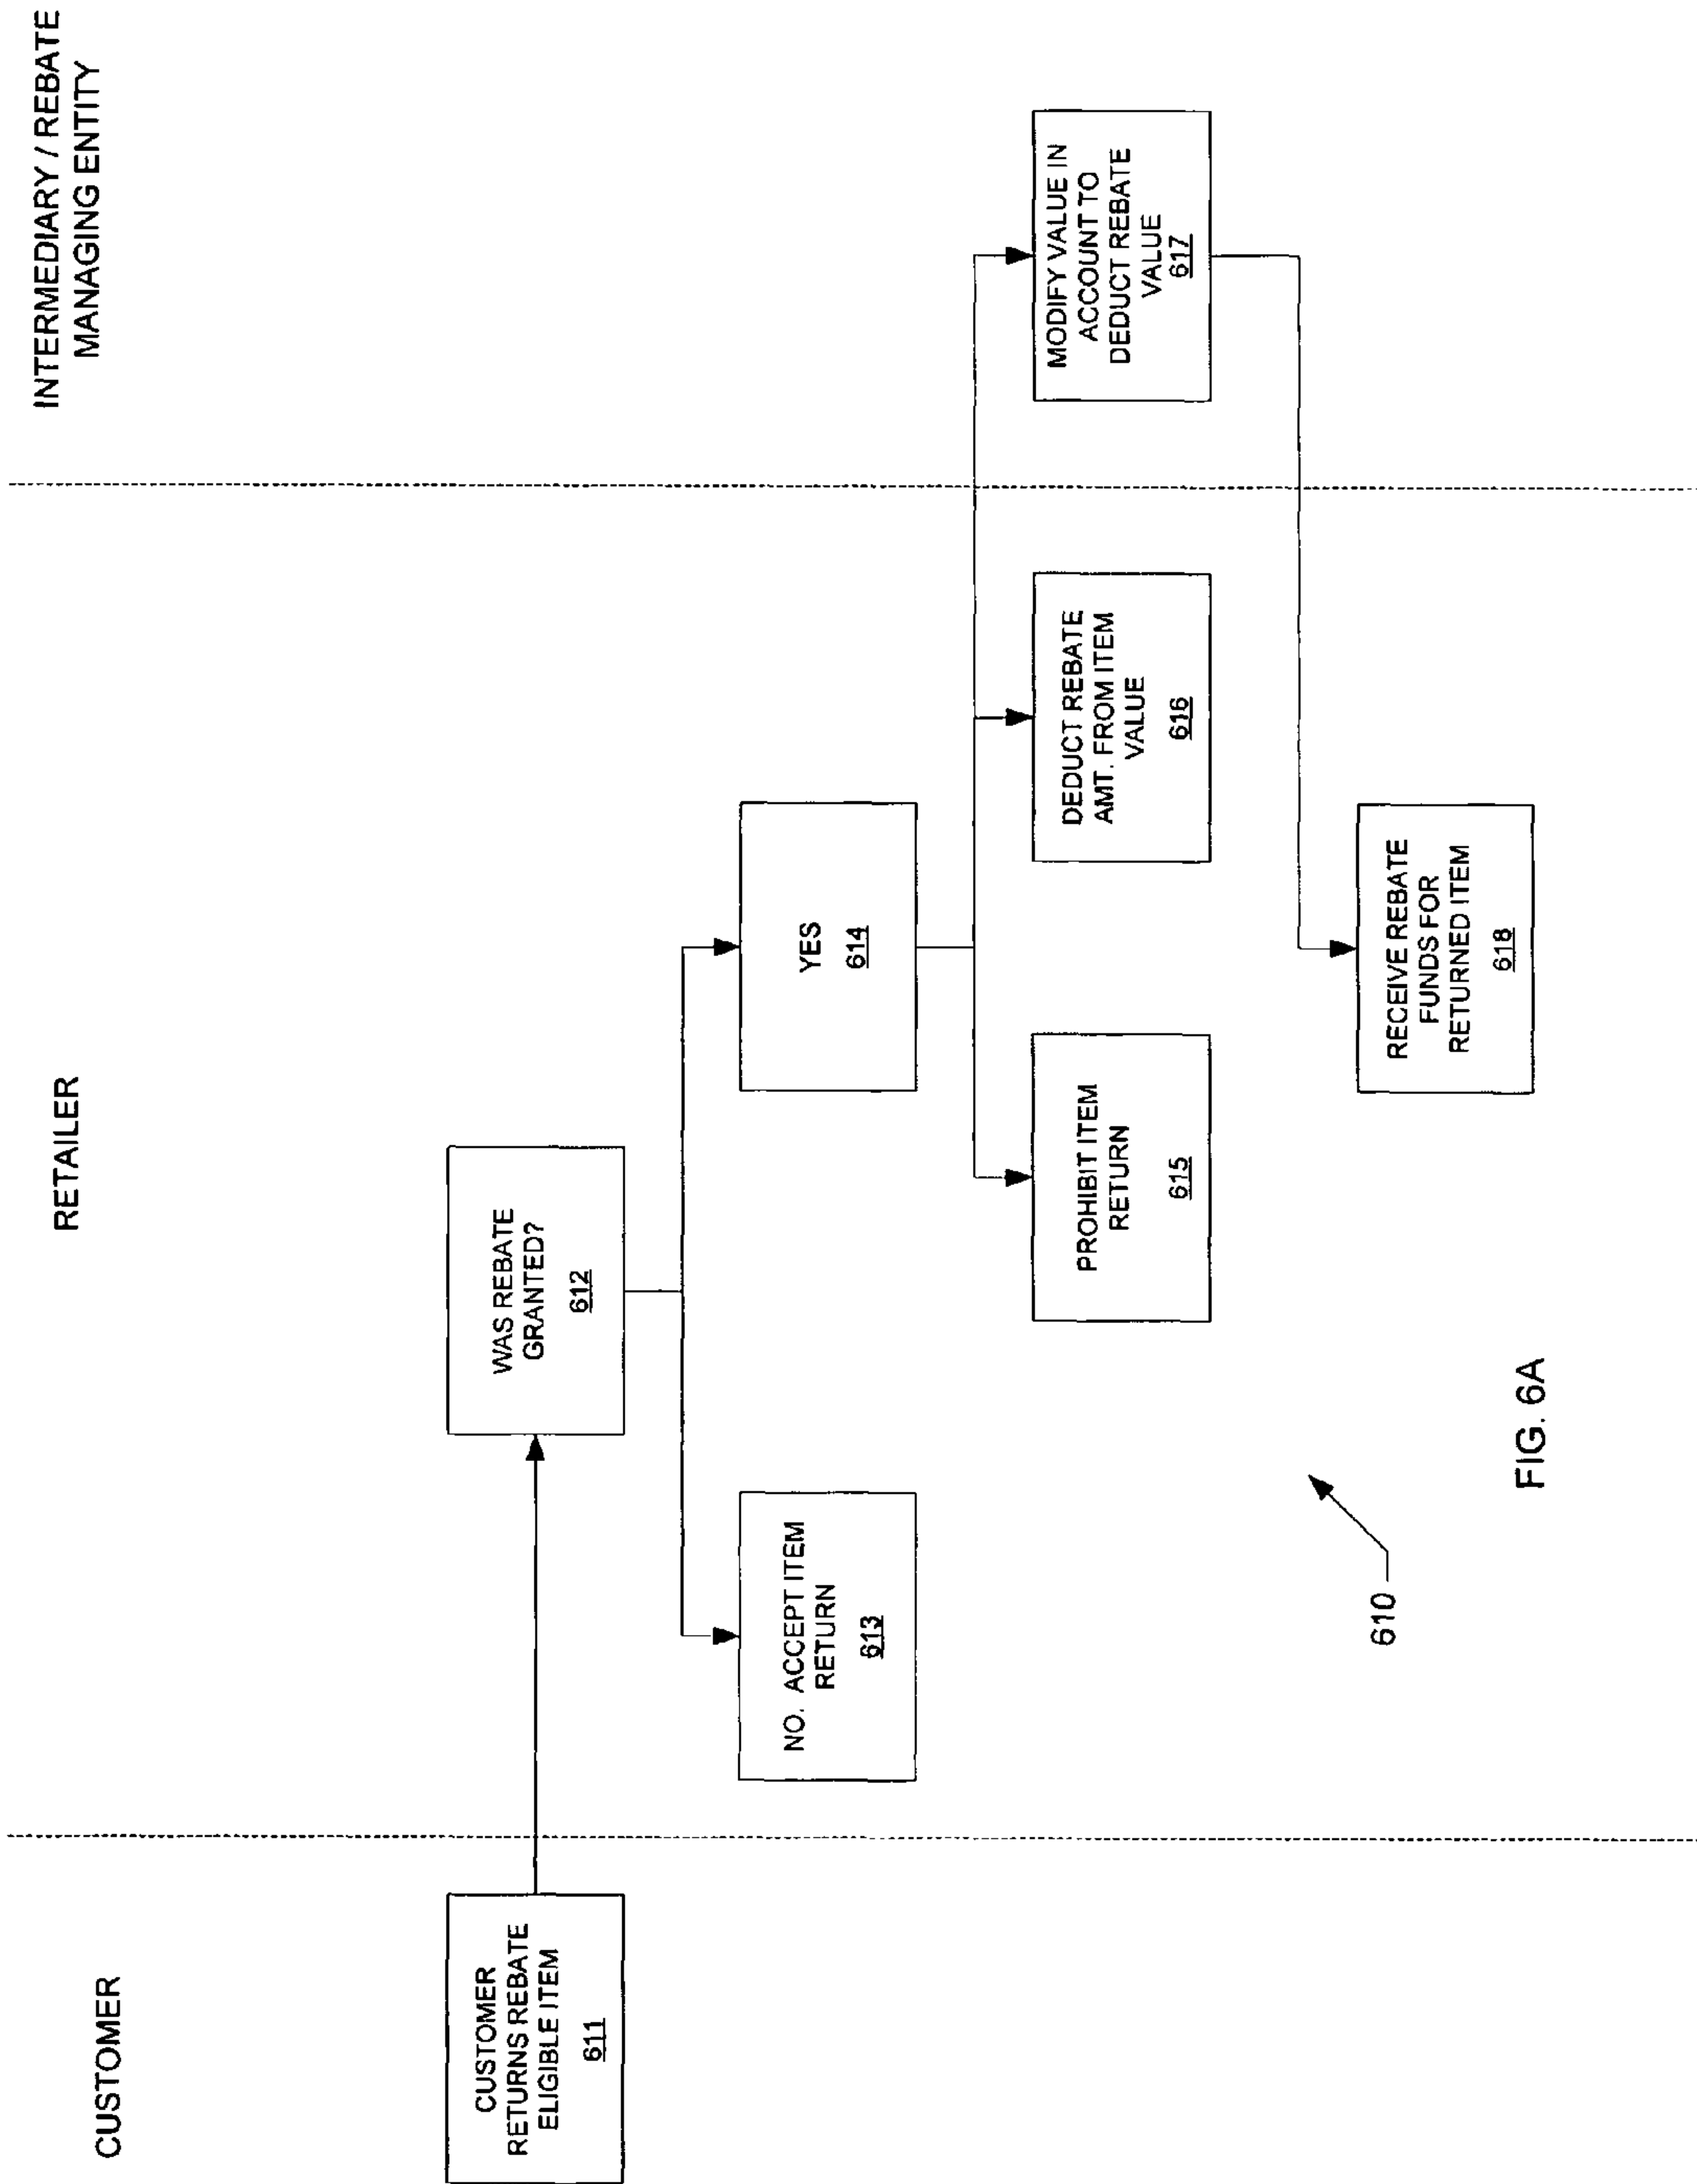 CUSTOMER
RETAILER
INTERMEDIARY / REBATE
MANAGING ENTITY
CUSTOMER
RETURNS REBATE
ELIGIBLE ITEM
611
WAS REBATE
GRANTED?
612
NO. ACCEPT ITEM
RETURN
613
YES
614
PROHIBIT ITEM
RETURN
615
DEDUCT REBATE
AMT. FROM ITEM
VALUE
616
MODIFY VALUE IN
ACCOUNT TO
DEDUCT REBATE
VALUE
617
RECEIVE REBATE
FUNDS FOR
RETURNED ITEM
618
610
FIG. 6A